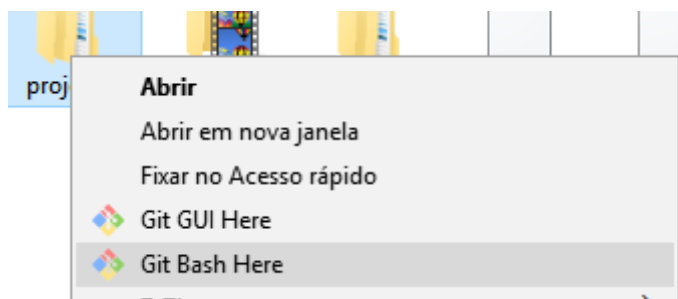 proj
Abrir
Abrir em nova janela
Fixar no Acesso rápido
Git GUI Here
Git Bash Here